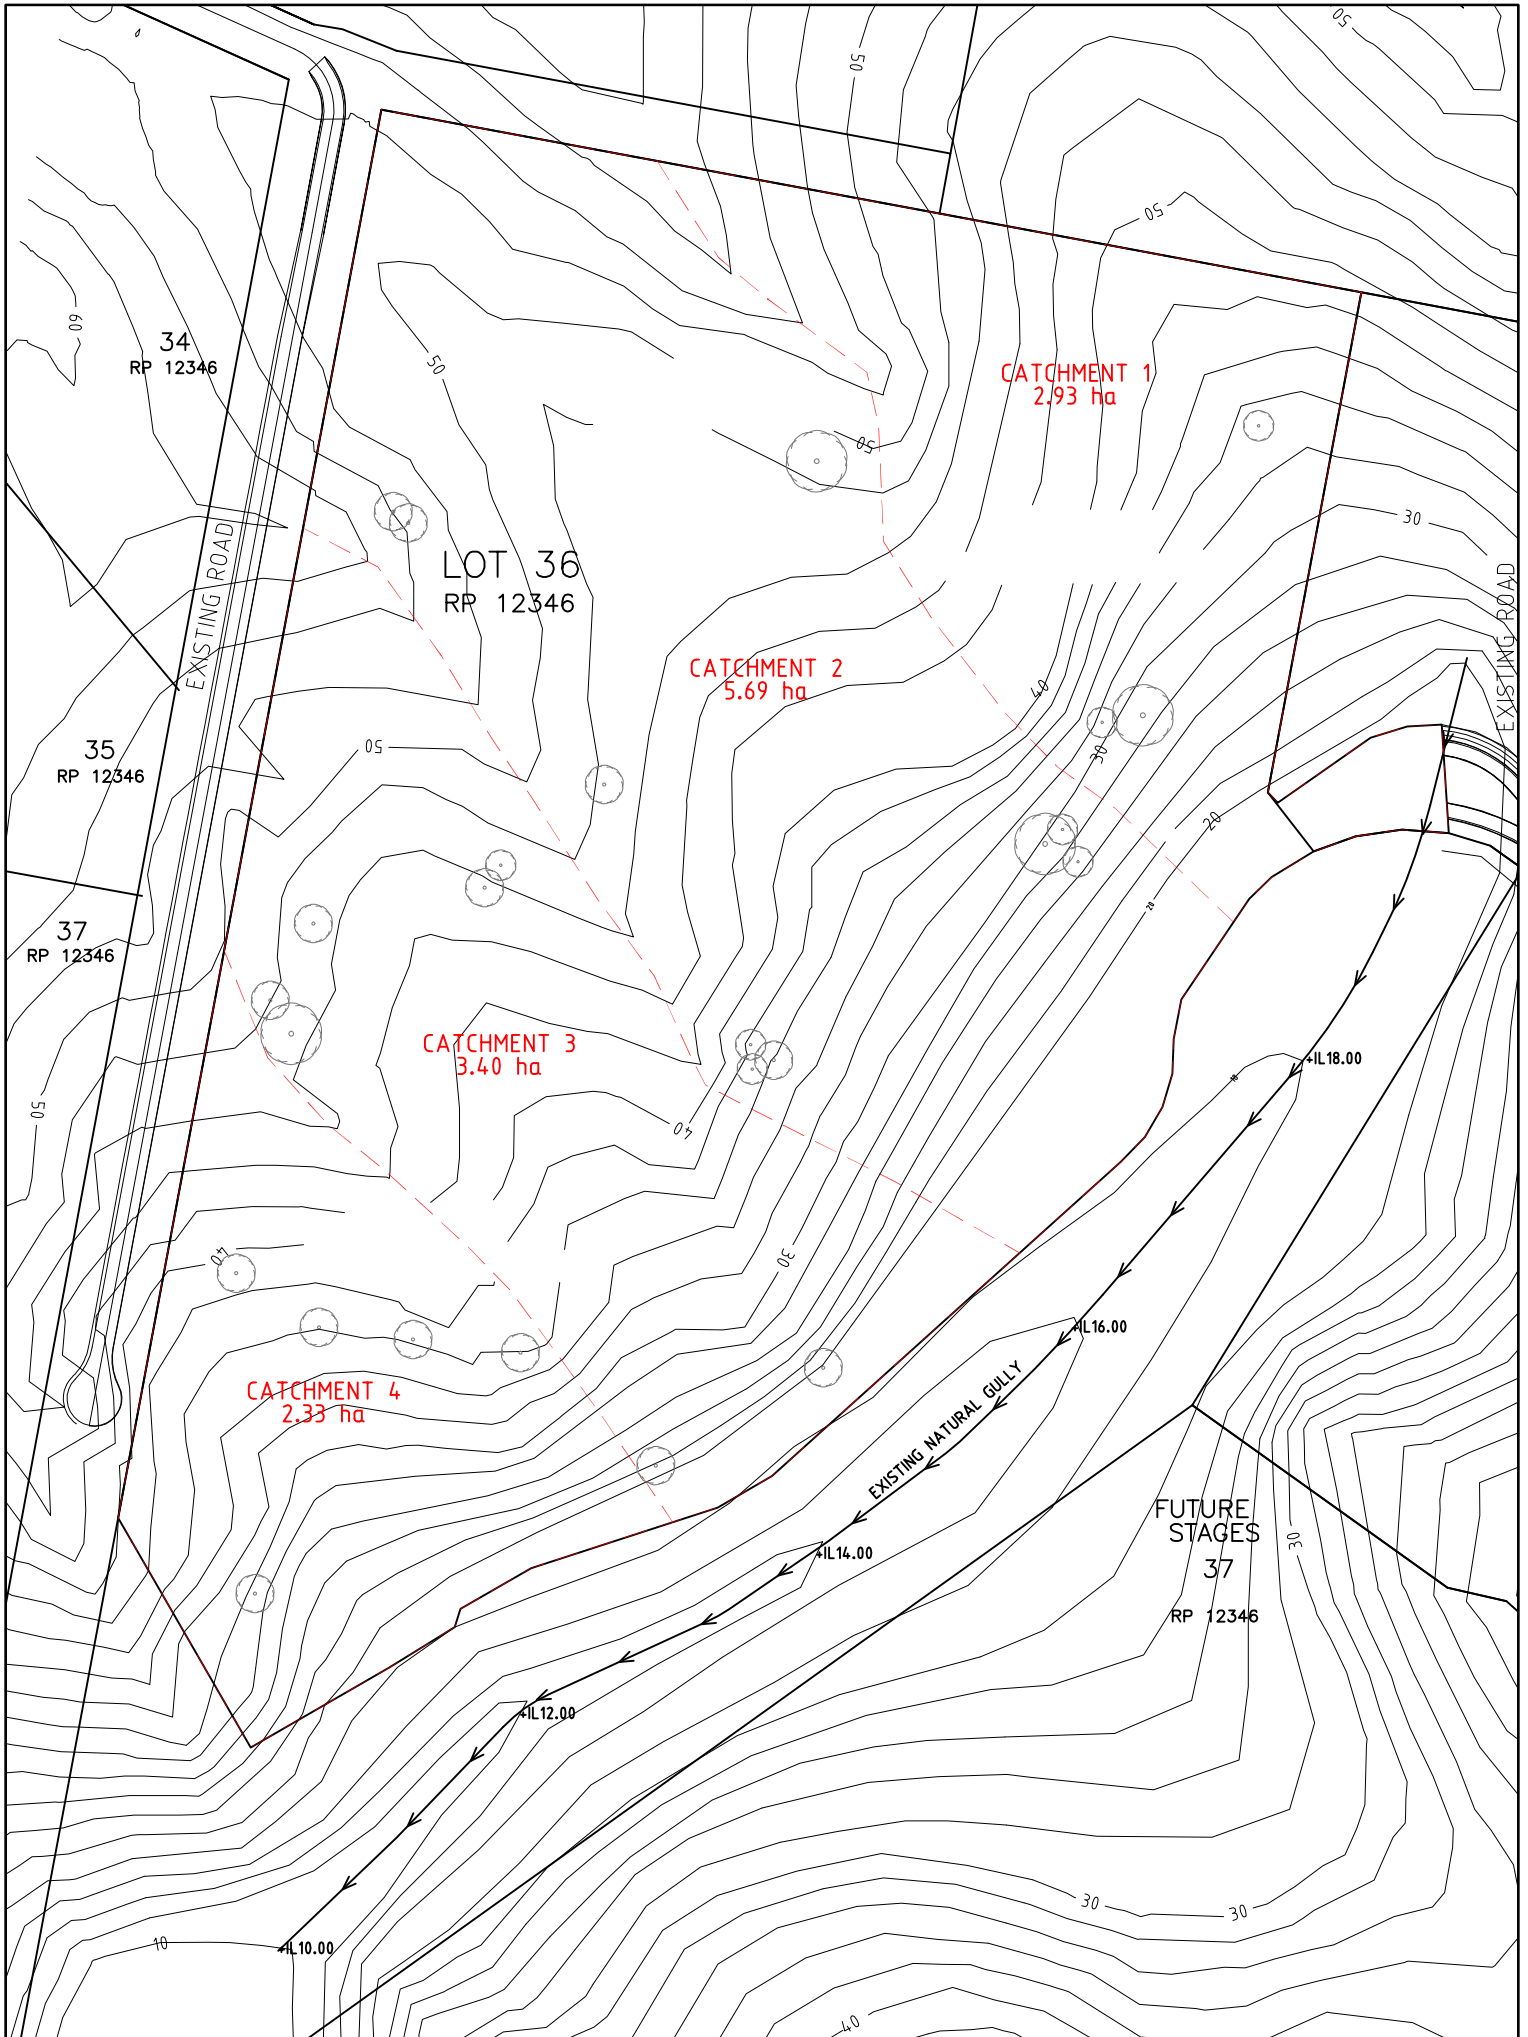 50
50
50
60
34
RP 12346
50
CATCHMENT 1
2.93 ha
50
30
EXISTING ROAD
LOT 36
RP 12346
EXISTING ROAD
CATCHMENT 2
5.69 ha
40
35
RP 12346
50
30
20
20
37
RP 12346
CATCHMENT 3
3.40 ha
+IL18.00
50
40
40
30
+IL16.00
CATCHMENT 4
2.33 ha
EXISTING NATURAL GULLY
FUTURE
STAGES
30
+IL14.00
37
RP 12346
+IL12.00
30
30
10
+IL10.00
40